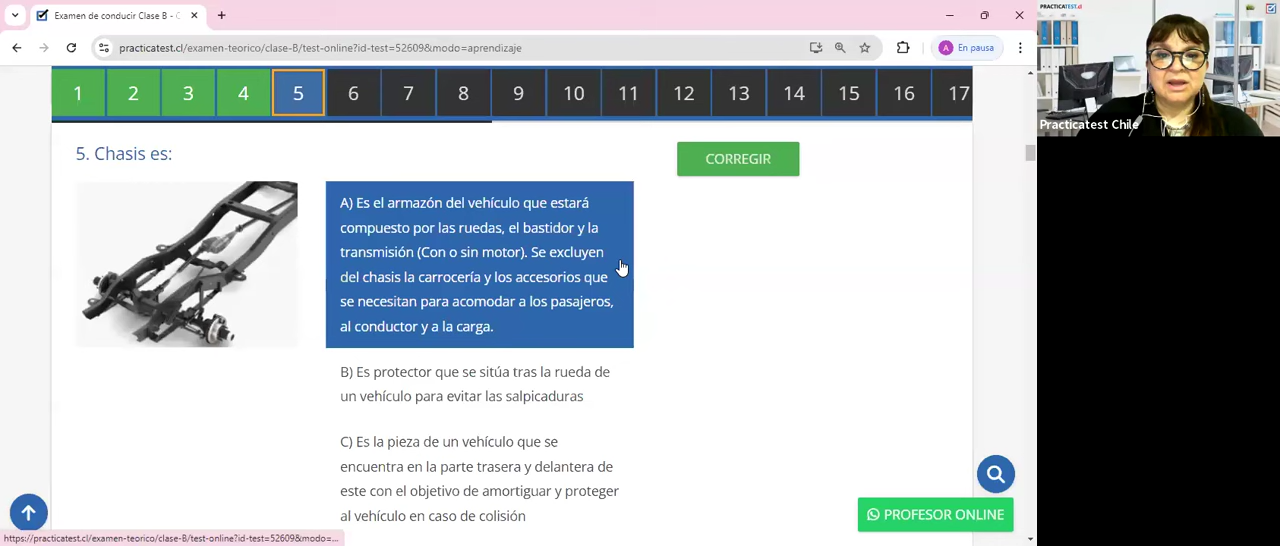 Examen de conducir Clase B - C
practicatest.cl/examen-teorico/clase-B/test-online?id-test=52609&modo=aprendizaje
A
En pausa
PRACTICATEST.cl
1 2 3 4 5 6 7 8 9 10 11 12 13 14 15 16 17
Practicatest Chile
5. Chasis es:
CORREGIR
A) Es el armazón del vehículo que estará
compuesto por las ruedas, el bastidor y la
transmisión (Con o sin motor). Se excluyen
del chasis la carrocería y los accesorios que
se necesitan para acomodar a los pasajeros,
al conductor y a la carga.
B) Es protector que se sitúa tras la rueda de
un vehículo para evitar las salpicaduras
C) Es la pieza de un vehículo que se
encuentra en la parte trasera y delantera de
este con el objetivo de amortiguar y proteger
al vehículo en caso de colisión
PROFESOR ONLINE
https://practicatest.cl/examen-teorico/clase-B/test-online?id-test=52609&modo=...